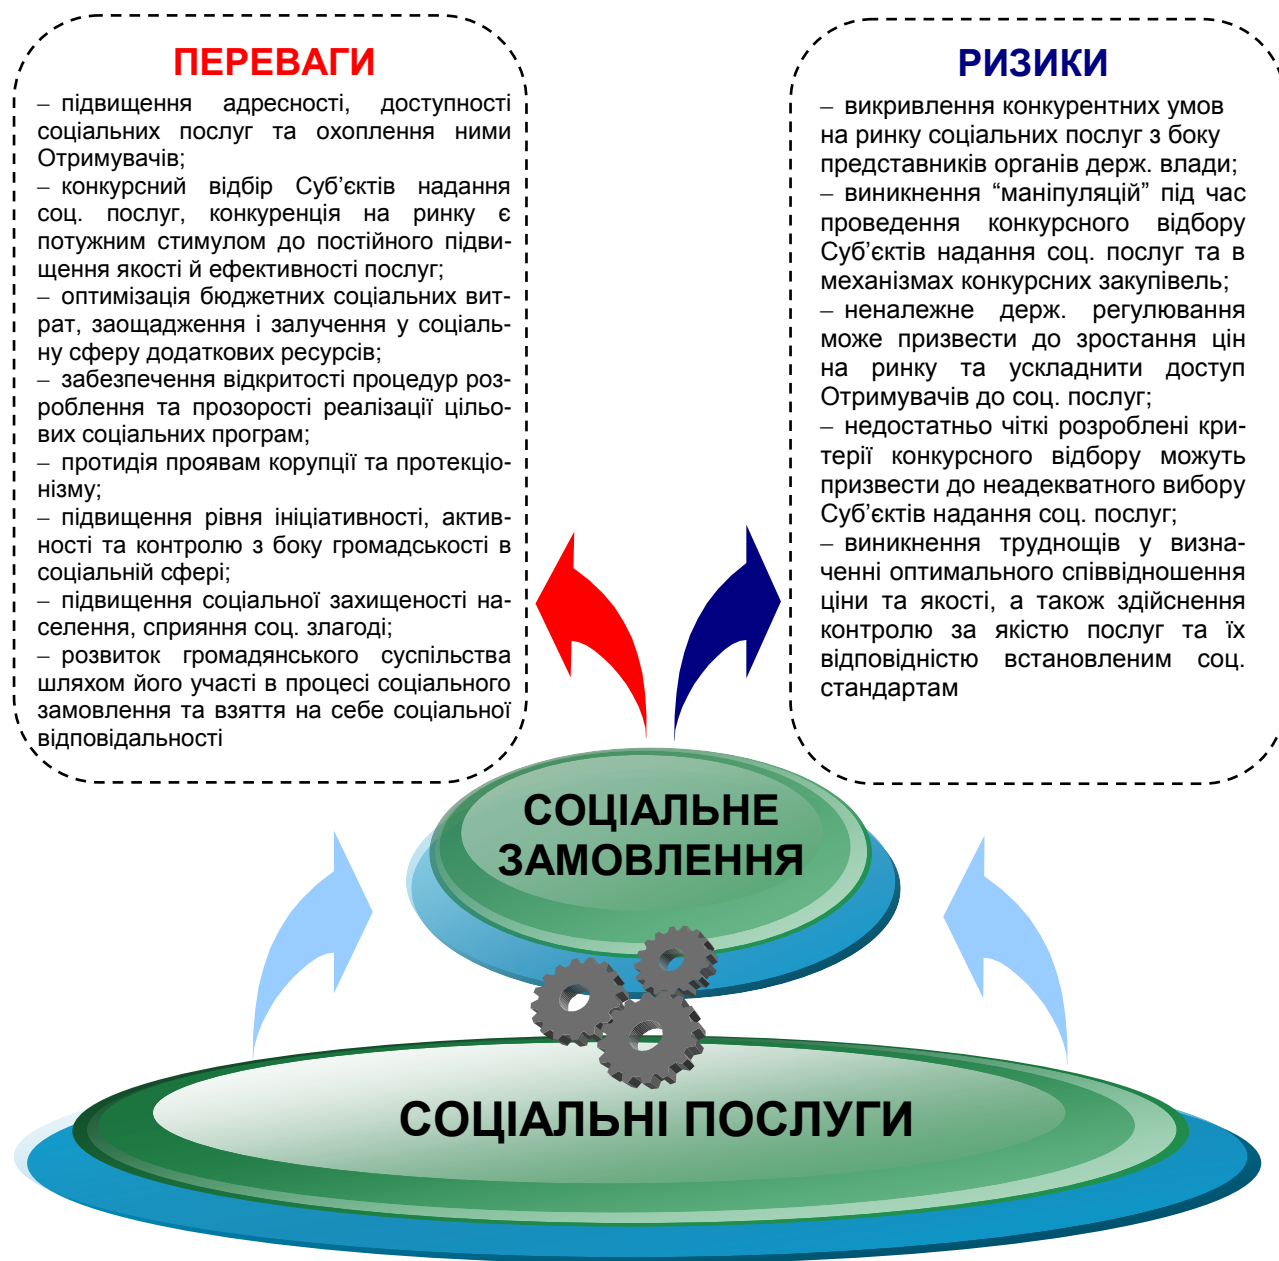 ПЕРЕВАГИ
– підвищення адресності, доступності
соціальних послуг та охоплення ними
Отримувачів;
– конкурсний відбір Суб’єктів надання
соц. послуг, конкуренція на ринку є
потужним стимулом до постійного підви-
щення якості й ефективності послуг;
– оптимізація бюджетних соціальних вит-
рат, заощадження і залучення у соціаль-
ну сферу додаткових ресурсів;
– забезпечення відкритості процедур роз-
роблення та прозорості реалізації цільо-
вих соціальних програм;
– протидія проявам корупції та протекціо-
нізму;
– підвищення рівня ініціативності, актив-
ності та контролю з боку громадськості в
соціальній сфері;
– підвищення соціальної захищеності на-
селення, сприяння соц. злагоді;
– розвиток громадянського суспільства
шляхом його участі в процесі соціального
замовлення та взяття на себе соціальної
відповідальності
РИЗИКИ
– викривлення конкурентних умов
на ринку соціальних послуг з боку
представників органів держ. влади;
– виникнення “маніпуляцій” під час
проведення конкурсного відбору
Суб’єктів надання соц. послуг та в
механізмах конкурсних закупівель;
– неналежне держ. регулювання
може призвести до зростання цін
на ринку та ускладнити доступ
Отримувачів до соц. послуг;
– недостатньо чіткі розроблені кри-
терії конкурсного відбору можуть
призвести до неадекватного вибору
Суб’єктів надання соц. послуг;
– виникнення труднощів у визна-
ченні оптимального співвідношення
ціни та якості, а також здійснення
контролю за якістю послуг та їх
відповідністю встановленим соц.
стандартам
СОЦІАЛЬНЕ
ЗАМОВЛЕННЯ
СОЦІАЛЬНІ ПОСЛУГИ